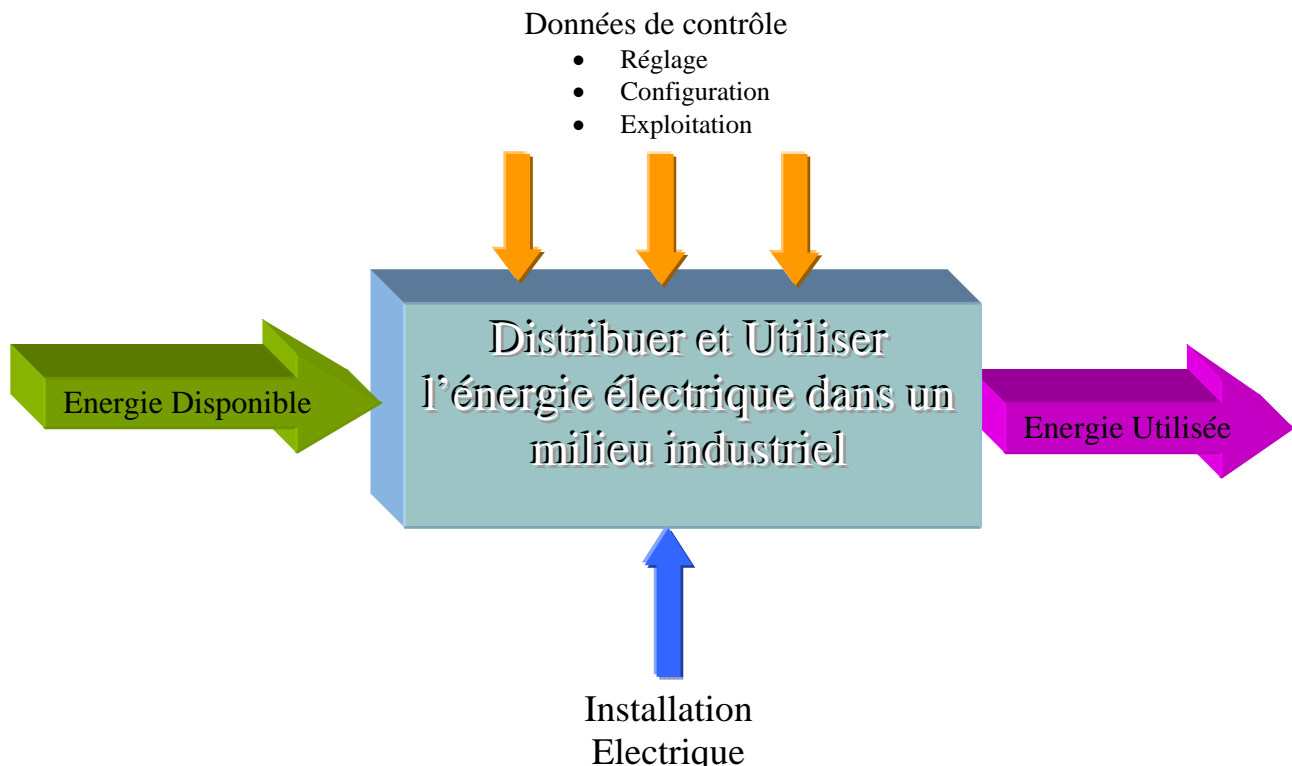 Données de contrôle
• Réglage
• Configuration
• Exploitation
Distribuer et Utiliser
l’énergie électrique dans un
milieu industriel
Energie Disponible
Energie Utilisée
Installation
Electrique